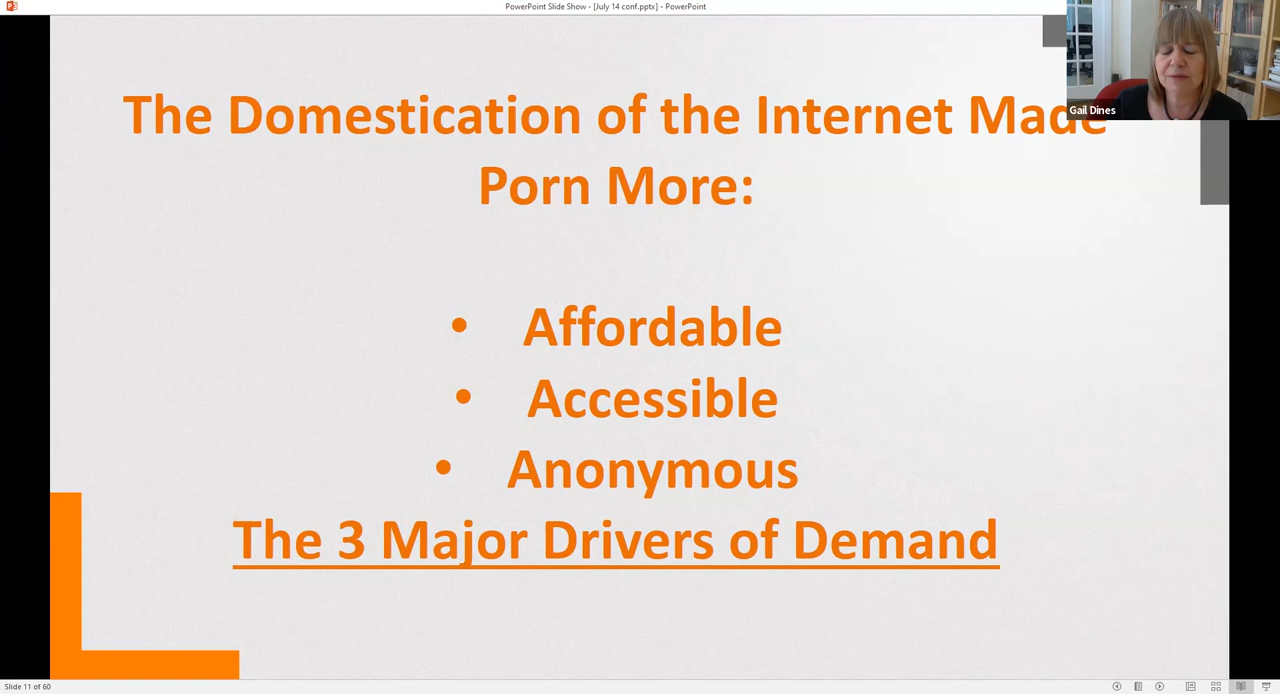 PowerPoint Slide Show - [July 14 conf.pptx] - PowerPoint
Gail Dines
The Domestication of the Internet Made
Porn More:
• Affordable
• Accessible
• Anonymous
The 3 Major Drivers of Demand
Slide 11 of 60